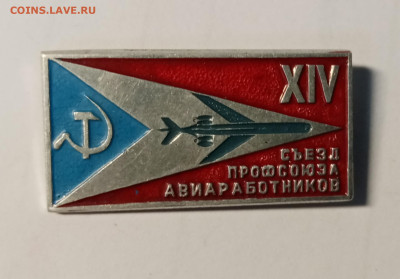 COINS.LAVE.RU
XIV
СЪЕЗД
ПРОФСОЮЗА
АВИАРАБОТНИКОВ